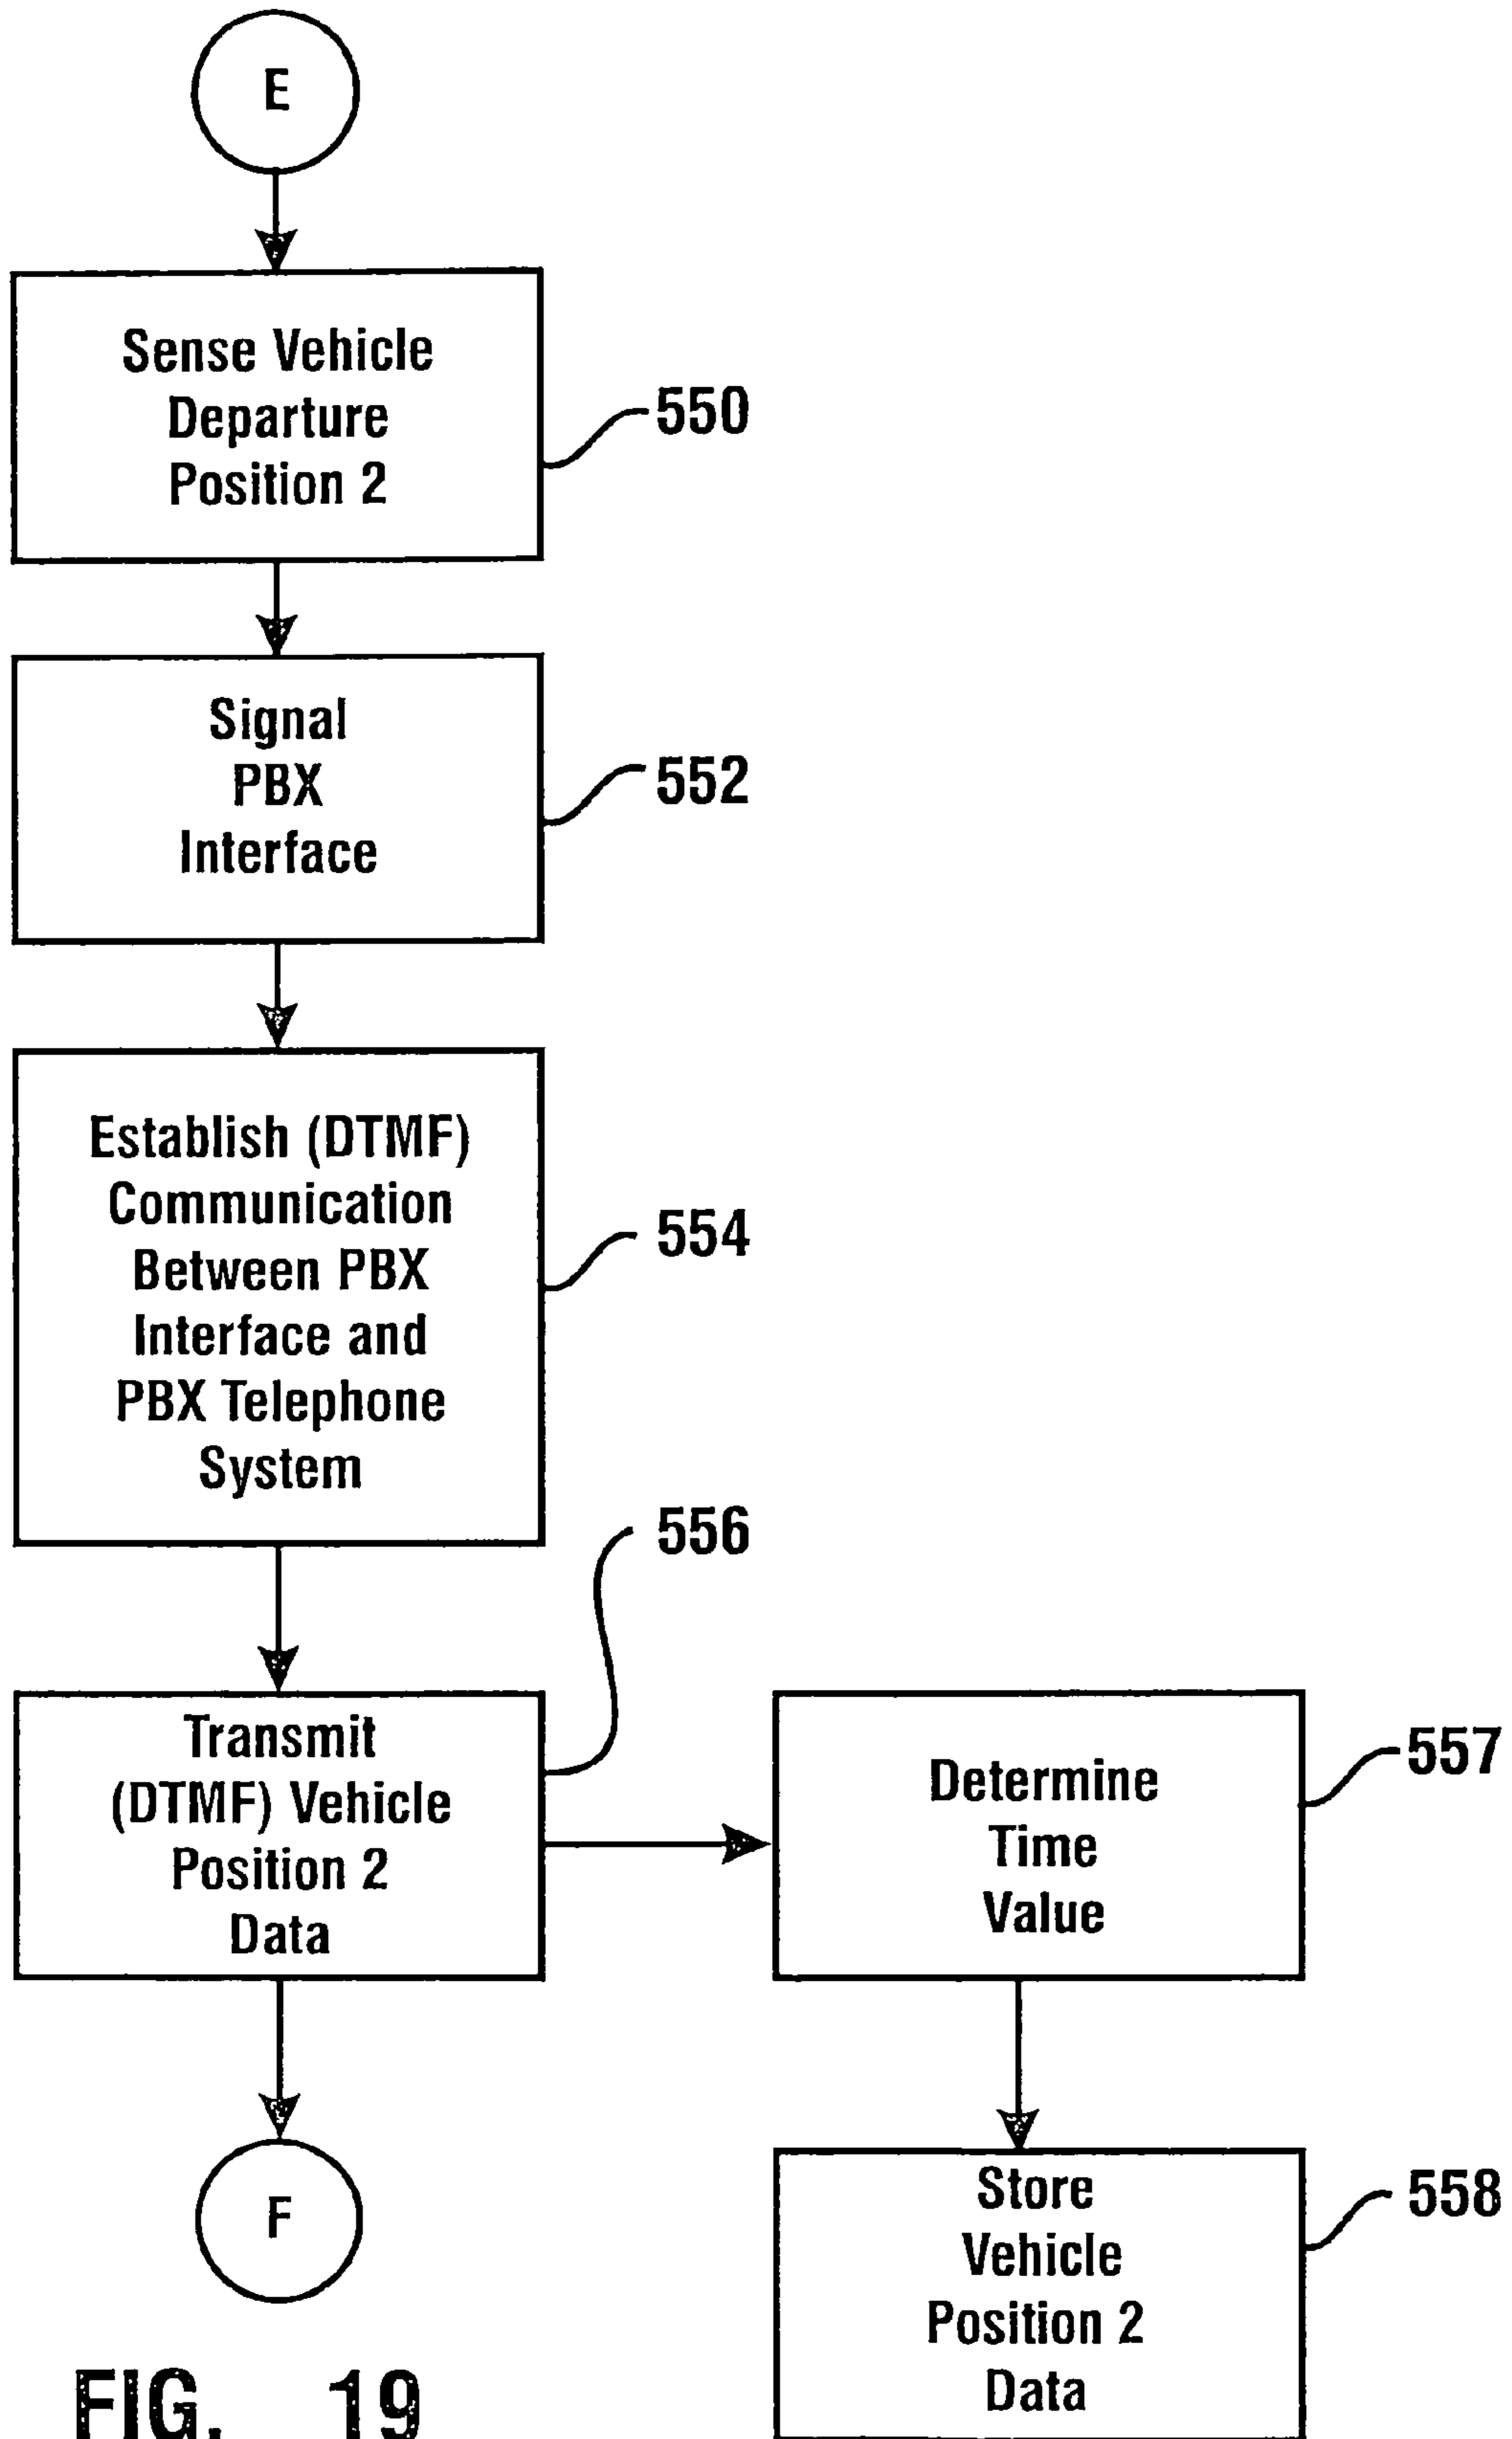 E
Sense Vehicle
Departure
Position 2
550
Signal
PBX
Interface
552
Establish (DTMF)
Communication
Between PBX
Interface and
PBX Telephone
System
554
556
Transmit
(DTMF) Vehicle
Position 2
Data
Determine
Time
Value
557
F
Store
Vehicle
Position 2
Data
558
FIG. 19